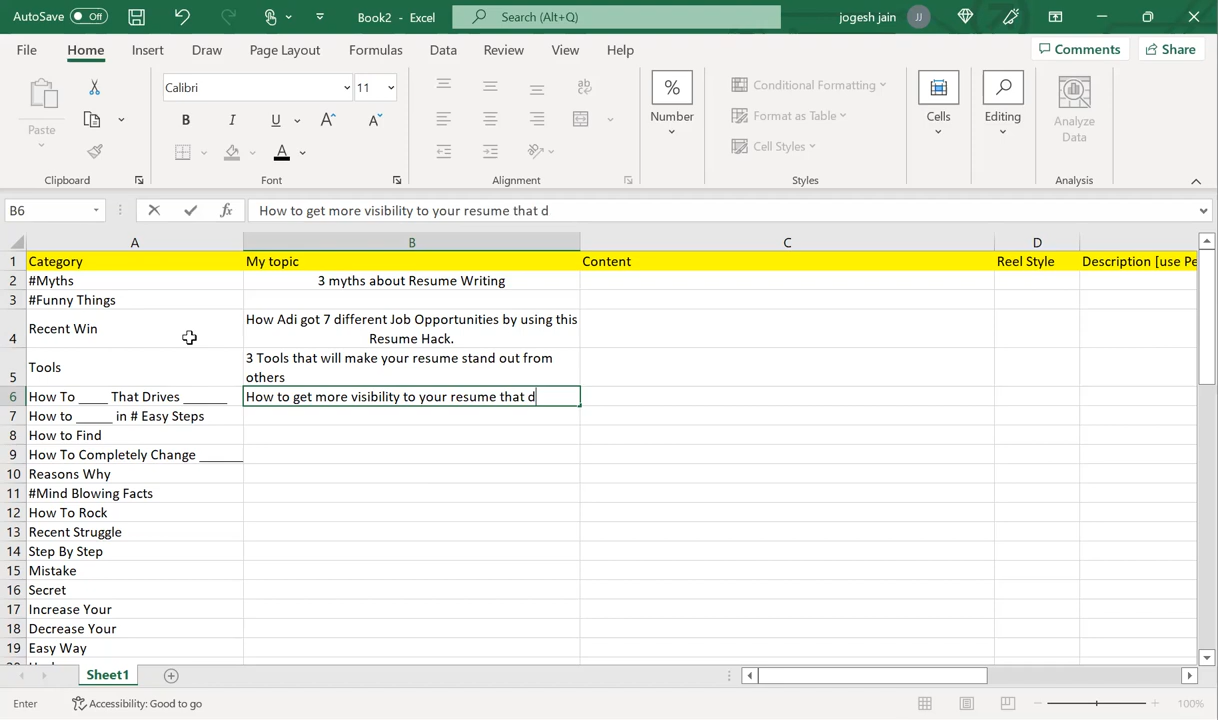 AutoSave Off Book2 - Excel Search (Alt+Q) jogesh jain JJ
File Home Insert Draw Page Layout Formulas Data Review View Help Comments Share
Paste
Clipboard
Calibri 11
B I U A A
A
Font
ab
Alignment
%
Number
Conditional Formatting
Format as Table
Cell Styles
Styles
Cells
Editing
Analyze
Data
Analysis
B6 fx How to get more visibility to your resume that d
A B C D
1 Category My topic Content Reel Style Description [use Pe
2 #Myths 3 myths about Resume Writing
3 #Funny Things
4 Recent Win How Adi got 7 different Job Opportunities by using this
Resume Hack.
5 Tools 3 Tools that will make your resume stand out from
others
6 How To ____ That Drives ______ How to get more visibility to your resume that d
7 How to _____ in # Easy Steps
8 How to Find
9 How To Completely Change ______
10 Reasons Why
11 #Mind Blowing Facts
12 How To Rock
13 Recent Struggle
14 Step By Step
15 Mistake
16 Secret
17 Increase Your
18 Decrease Your
19 Easy Way
Sheet1
Enter Accessibility: Good to go 100%